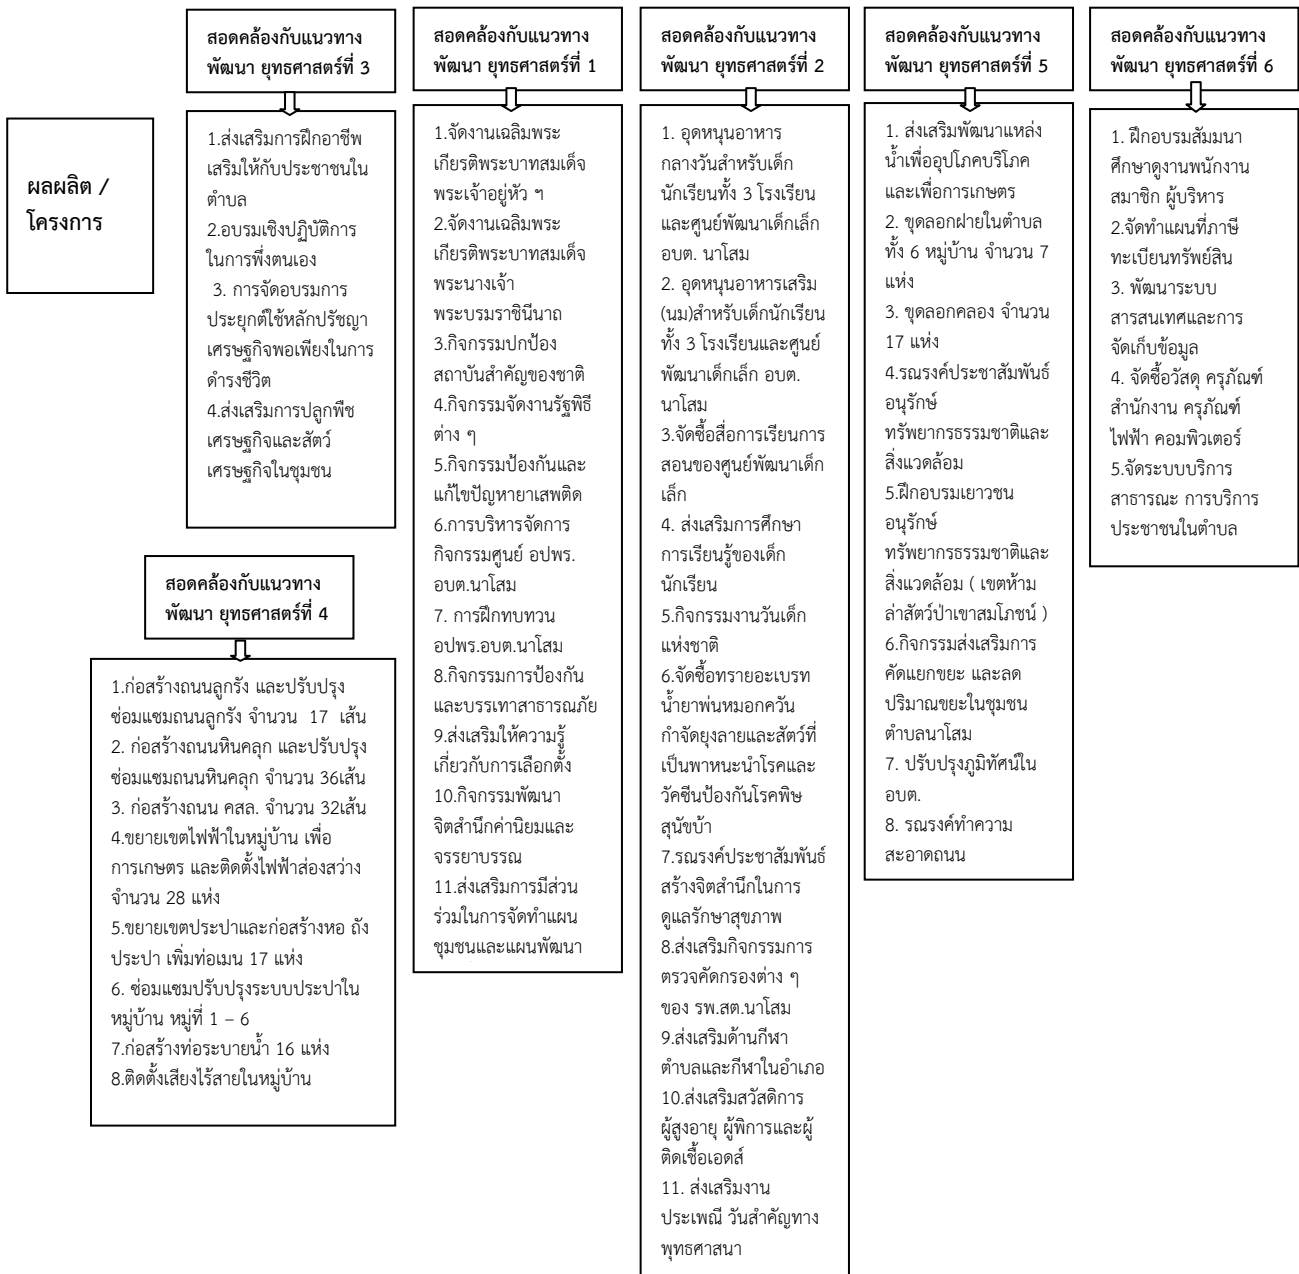 ผลผลิต /
โครงการ
สอดคล้องกับแนวทาง
พัฒนา ยุทธศาสตร์ที่ 3
1.ส่งเสริมการฝึกอาชีพ
เสริมให้กับประชาชนใน
ตำบล
2.อบรมเชิงปฏิบัติการ
ในการพึ่งตนเอง
3. การจัดอบรมการ
ประยุกต์ใช้หลักปรัชญา
เศรษฐกิจพอเพียงในการ
ดำรงชีวิต
4.ส่งเสริมการปลูกพืช
เศรษฐกิจและสัตว์
เศรษฐกิจในชุมชน
สอดคล้องกับแนวทาง
พัฒนา ยุทธศาสตร์ที่ 4
1.ก่อสร้างถนนลูกรัง และปรับปรุง
ซ่อมแซมถนนลูกรัง จำนวน 17 เส้น
2. ก่อสร้างถนนหินคลุก และปรับปรุง
ซ่อมแซมถนนหินคลุก จำนวน 36เส้น
3. ก่อสร้างถนน คสล. จำนวน 32เส้น
4.ขยายเขตไฟฟ้าในหมู่บ้าน เพื่อ
การเกษตร และติดตั้งไฟฟ้าส่องสว่าง
จำนวน 28 แห่ง
5.ขยายเขตประปาและก่อสร้างหอ ถัง
ประปา เพิ่มท่อเมน 17 แห่ง
6. ซ่อมแซมปรับปรุงระบบประปาใน
หมู่บ้าน หมู่ที่ 1 – 6
7.ก่อสร้างท่อระบายน้ำ 16 แห่ง
8.ติดตั้งเสียงไร้สายในหมู่บ้าน
สอดคล้องกับแนวทาง
พัฒนา ยุทธศาสตร์ที่ 1
1.จัดงานเฉลิมพระ
เกียรติพระบาทสมเด็จ
พระเจ้าอยู่หัว ฯ
2.จัดงานเฉลิมพระ
เกียรติพระบาทสมเด็จ
พระนางเจ้า
พระบรมราชินีนาถ
3.กิจกรรมปกป้อง
สถาบันสำคัญของชาติ
4.กิจกรรมจัดงานรัฐพิธี
ต่าง ๆ
5.กิจกรรมป้องกันและ
แก้ไขปัญหายาเสพติด
6.การบริหารจัดการ
กิจกรรมศูนย์ อปพร.
อบต.นาโสม
7. การฝึกทบทวน
อปพร.อบต.นาโสม
8.กิจกรรมการป้องกัน
และบรรเทาสาธารณภัย
9.ส่งเสริมให้ความรู้
เกี่ยวกับการเลือกตั้ง
10.กิจกรรมพัฒนา
จิตสำนึกค่านิยมและ
จรรยาบรรณ
11.ส่งเสริมการมีส่วน
ร่วมในการจัดทำแผน
ชุมชนและแผนพัฒนา
สอดคล้องกับแนวทาง
พัฒนา ยุทธศาสตร์ที่ 2
1. อุดหนุนอาหาร
กลางวันสำหรับเด็ก
นักเรียนทั้ง 3 โรงเรียน
และศูนย์พัฒนาเด็กเล็ก
อบต. นาโสม
2. อุดหนุนอาหารเสริม
(นม)สำหรับเด็กนักเรียน
ทั้ง 3 โรงเรียนและศูนย์
พัฒนาเด็กเล็ก อบต.
นาโสม
3.จัดซื้อสื่อการเรียนการ
สอนของศูนย์พัฒนาเด็ก
เล็ก
4. ส่งเสริมการศึกษา
การเรียนรู้ของเด็ก
นักเรียน
5.กิจกรรมงานวันเด็ก
แห่งชาติ
6.จัดซื้อทรายอะเบรท
น้ำยาพ่นหมอกควัน
กำจัดยุงลายและสัตว์ที่
เป็นพาหนะนำโรคและ
วัคซีนป้องกันโรคพิษ
สุนัขบ้า
7.รณรงค์ประชาสัมพันธ์
สร้างจิตสำนึกในการ
ดูแลรักษาสุขภาพ
8.ส่งเสริมกิจกรรมการ
ตรวจคัดกรองต่าง ๆ
ของ รพ.สต.นาโสม
9.ส่งเสริมด้านกีฬา
ตำบลและกีฬาในอำเภอ
10.ส่งเสริมสวัสดิการ
ผู้สูงอายุ ผู้พิการและผู้
ติดเชื้อเอดส์
11. ส่งเสริมงาน
ประเพณี วันสำคัญทาง
พุทธศาสนา
สอดคล้องกับแนวทาง
พัฒนา ยุทธศาสตร์ที่ 5
1. ส่งเสริมพัฒนาแหล่ง
น้ำเพื่ออุปโภคบริโภค
และเพื่อการเกษตร
2. ขุดลอกฝายในตำบล
ทั้ง 6 หมู่บ้าน จำนวน 7
แห่ง
3. ขุดลอกคลอง จำนวน
17 แห่ง
4.รณรงค์ประชาสัมพันธ์
อนุรักษ์
ทรัพยากรธรรมชาติและ
สิ่งแวดล้อม
5.ฝึกอบรมเยาวชน
อนุรักษ์
ทรัพยากรธรรมชาติและ
สิ่งแวดล้อม ( เขตห้าม
ล่าสัตว์ป่าเขาสมโภชน์ )
6.กิจกรรมส่งเสริมการ
คัดแยกขยะ และลด
ปริมาณขยะในชุมชน
ตำบลนาโสม
7. ปรับปรุงภูมิทัศน์ใน
อบต.
8. รณรงค์ทำความ
สะอาดถนน
สอดคล้องกับแนวทาง
พัฒนา ยุทธศาสตร์ที่ 6
1. ฝึกอบรมสัมมนา
ศึกษาดูงานพนักงาน
สมาชิก ผู้บริหาร
2.จัดทำแผนที่ภาษี
ทะเบียนทรัพย์สิน
3. พัฒนาระบบ
สารสนเทศและการ
จัดเก็บข้อมูล
4. จัดซื้อวัสดุ ครุภัณฑ์
สำนักงาน ครุภัณฑ์
ไฟฟ้า คอมพิวเตอร์
5.จัดระบบบริการ
สาธารณะ การบริการ
ประชาชนในตำบล